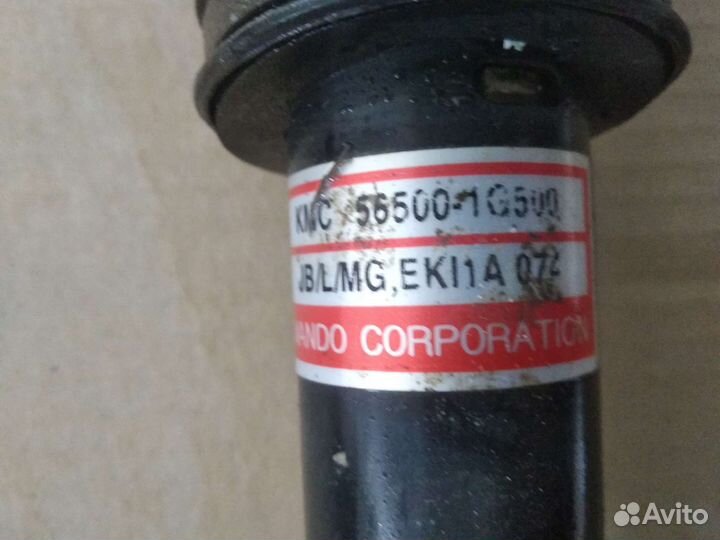 KMC 56500-1G500
JB/L/MG,EKI1A 072
MANDO CORPORATION
Avito